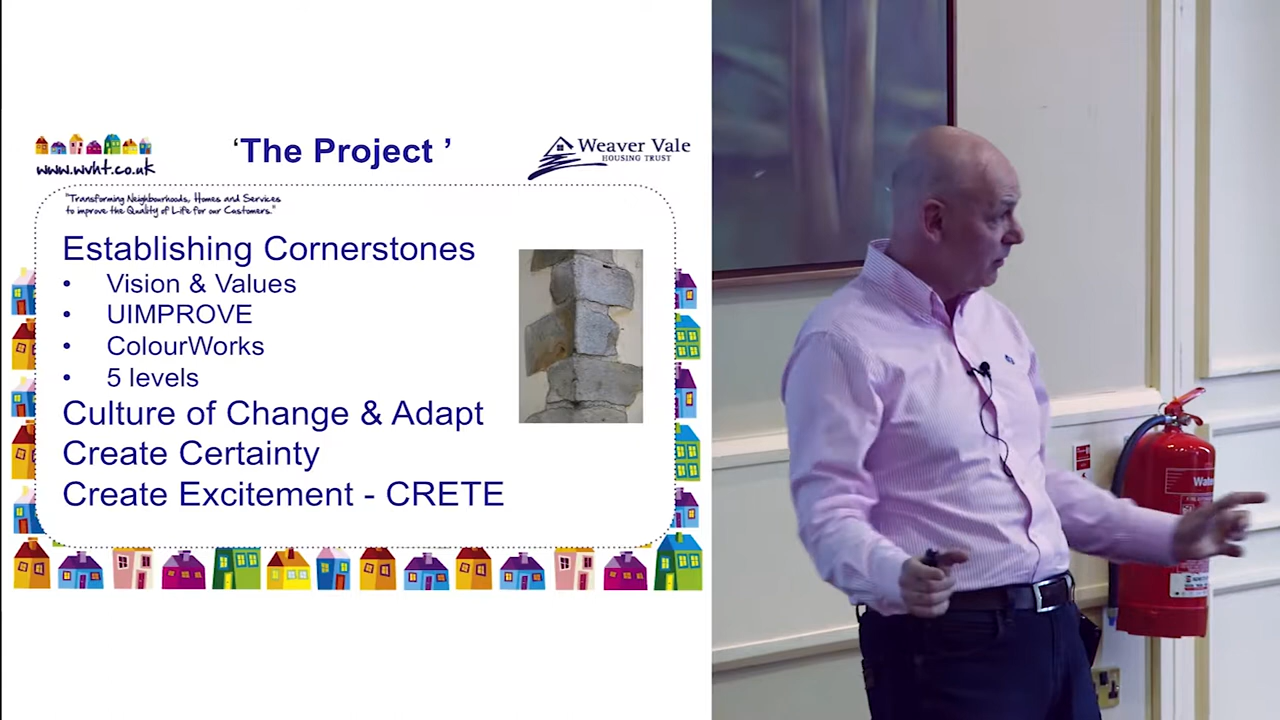 'The Project '
www.wvht.co.uk
Weaver Vale
HOUSING TRUST
"Transforming Neighbourhoods, Homes and Services
to improve the Quality of Life for our Customers."
Establishing Cornerstones
• Vision & Values
• UIMPROVE
• ColourWorks
• 5 levels
Culture of Change & Adapt
Create Certainty
Create Excitement - CRETE